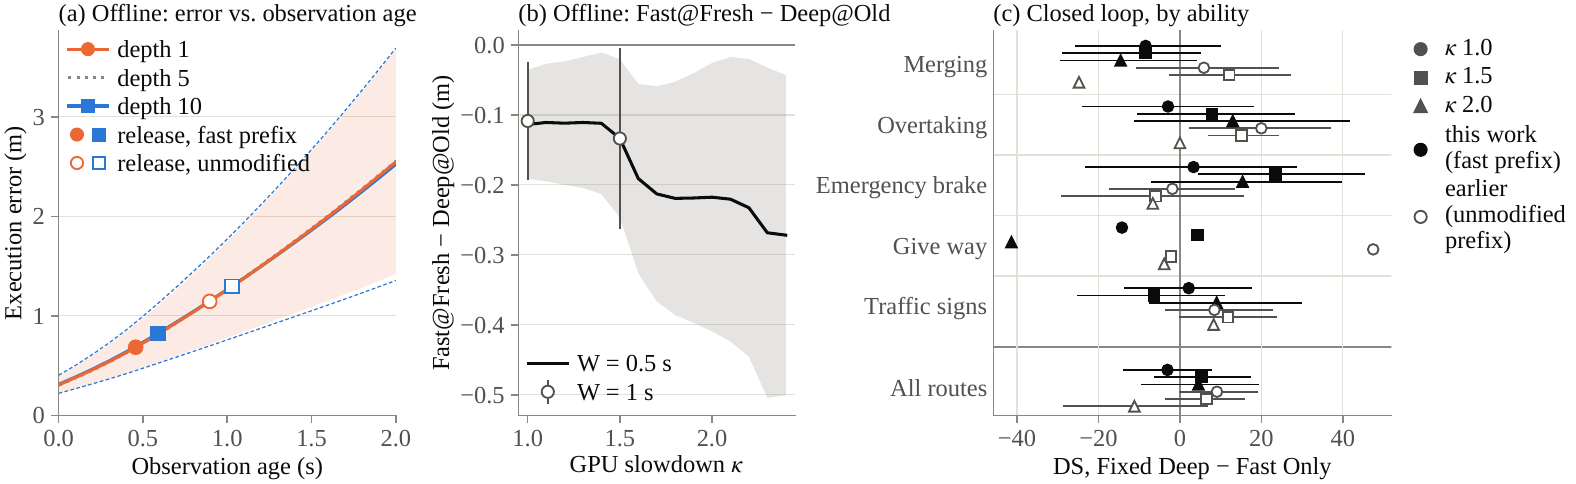 (a) Offline: error vs. observation age
depth 1
depth 5
depth 10
release, fast prefix
release, unmodified
Execution error (m)
3
2
1
0
0.0 0.5 1.0 1.5 2.0
Observation age (s)
(b) Offline: Fast@Fresh − Deep@Old
Fast@Fresh − Deep@Old (m)
0.0
−0.1
−0.2
−0.3
−0.4
−0.5
W = 0.5 s
W = 1 s
1.0 1.5 2.0
GPU slowdown κ
(c) Closed loop, by ability
Merging
Overtaking
Emergency brake
Give way
Traffic signs
All routes
−40 −20 0 20 40
DS, Fixed Deep − Fast Only
κ 1.0
κ 1.5
κ 2.0
this work
(fast prefix)
earlier
(unmodified
prefix)